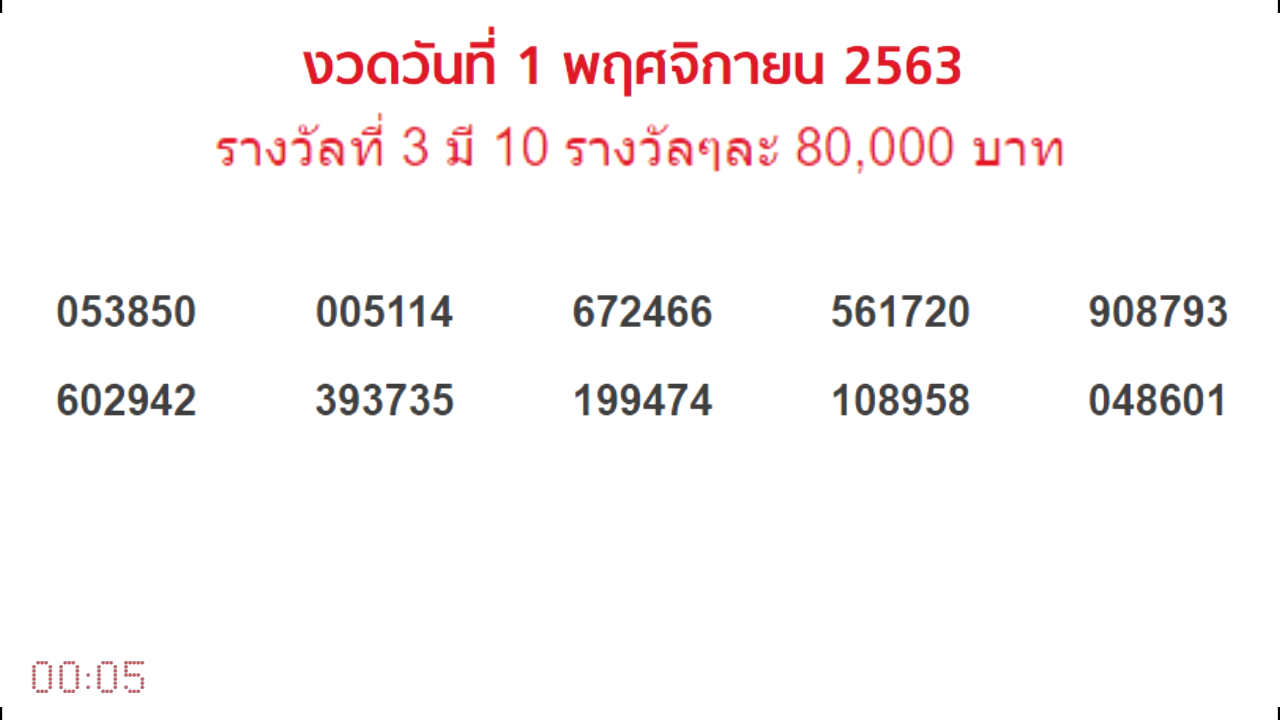 งวดวันที่ 1 พฤศจิกายน 2563
รางวัลที่ 3 มี 10 รางวัลๆละ 80,000 บาท
053850 005114 672466 561720 908793
602942 393735 199474 108958 048601
00:05